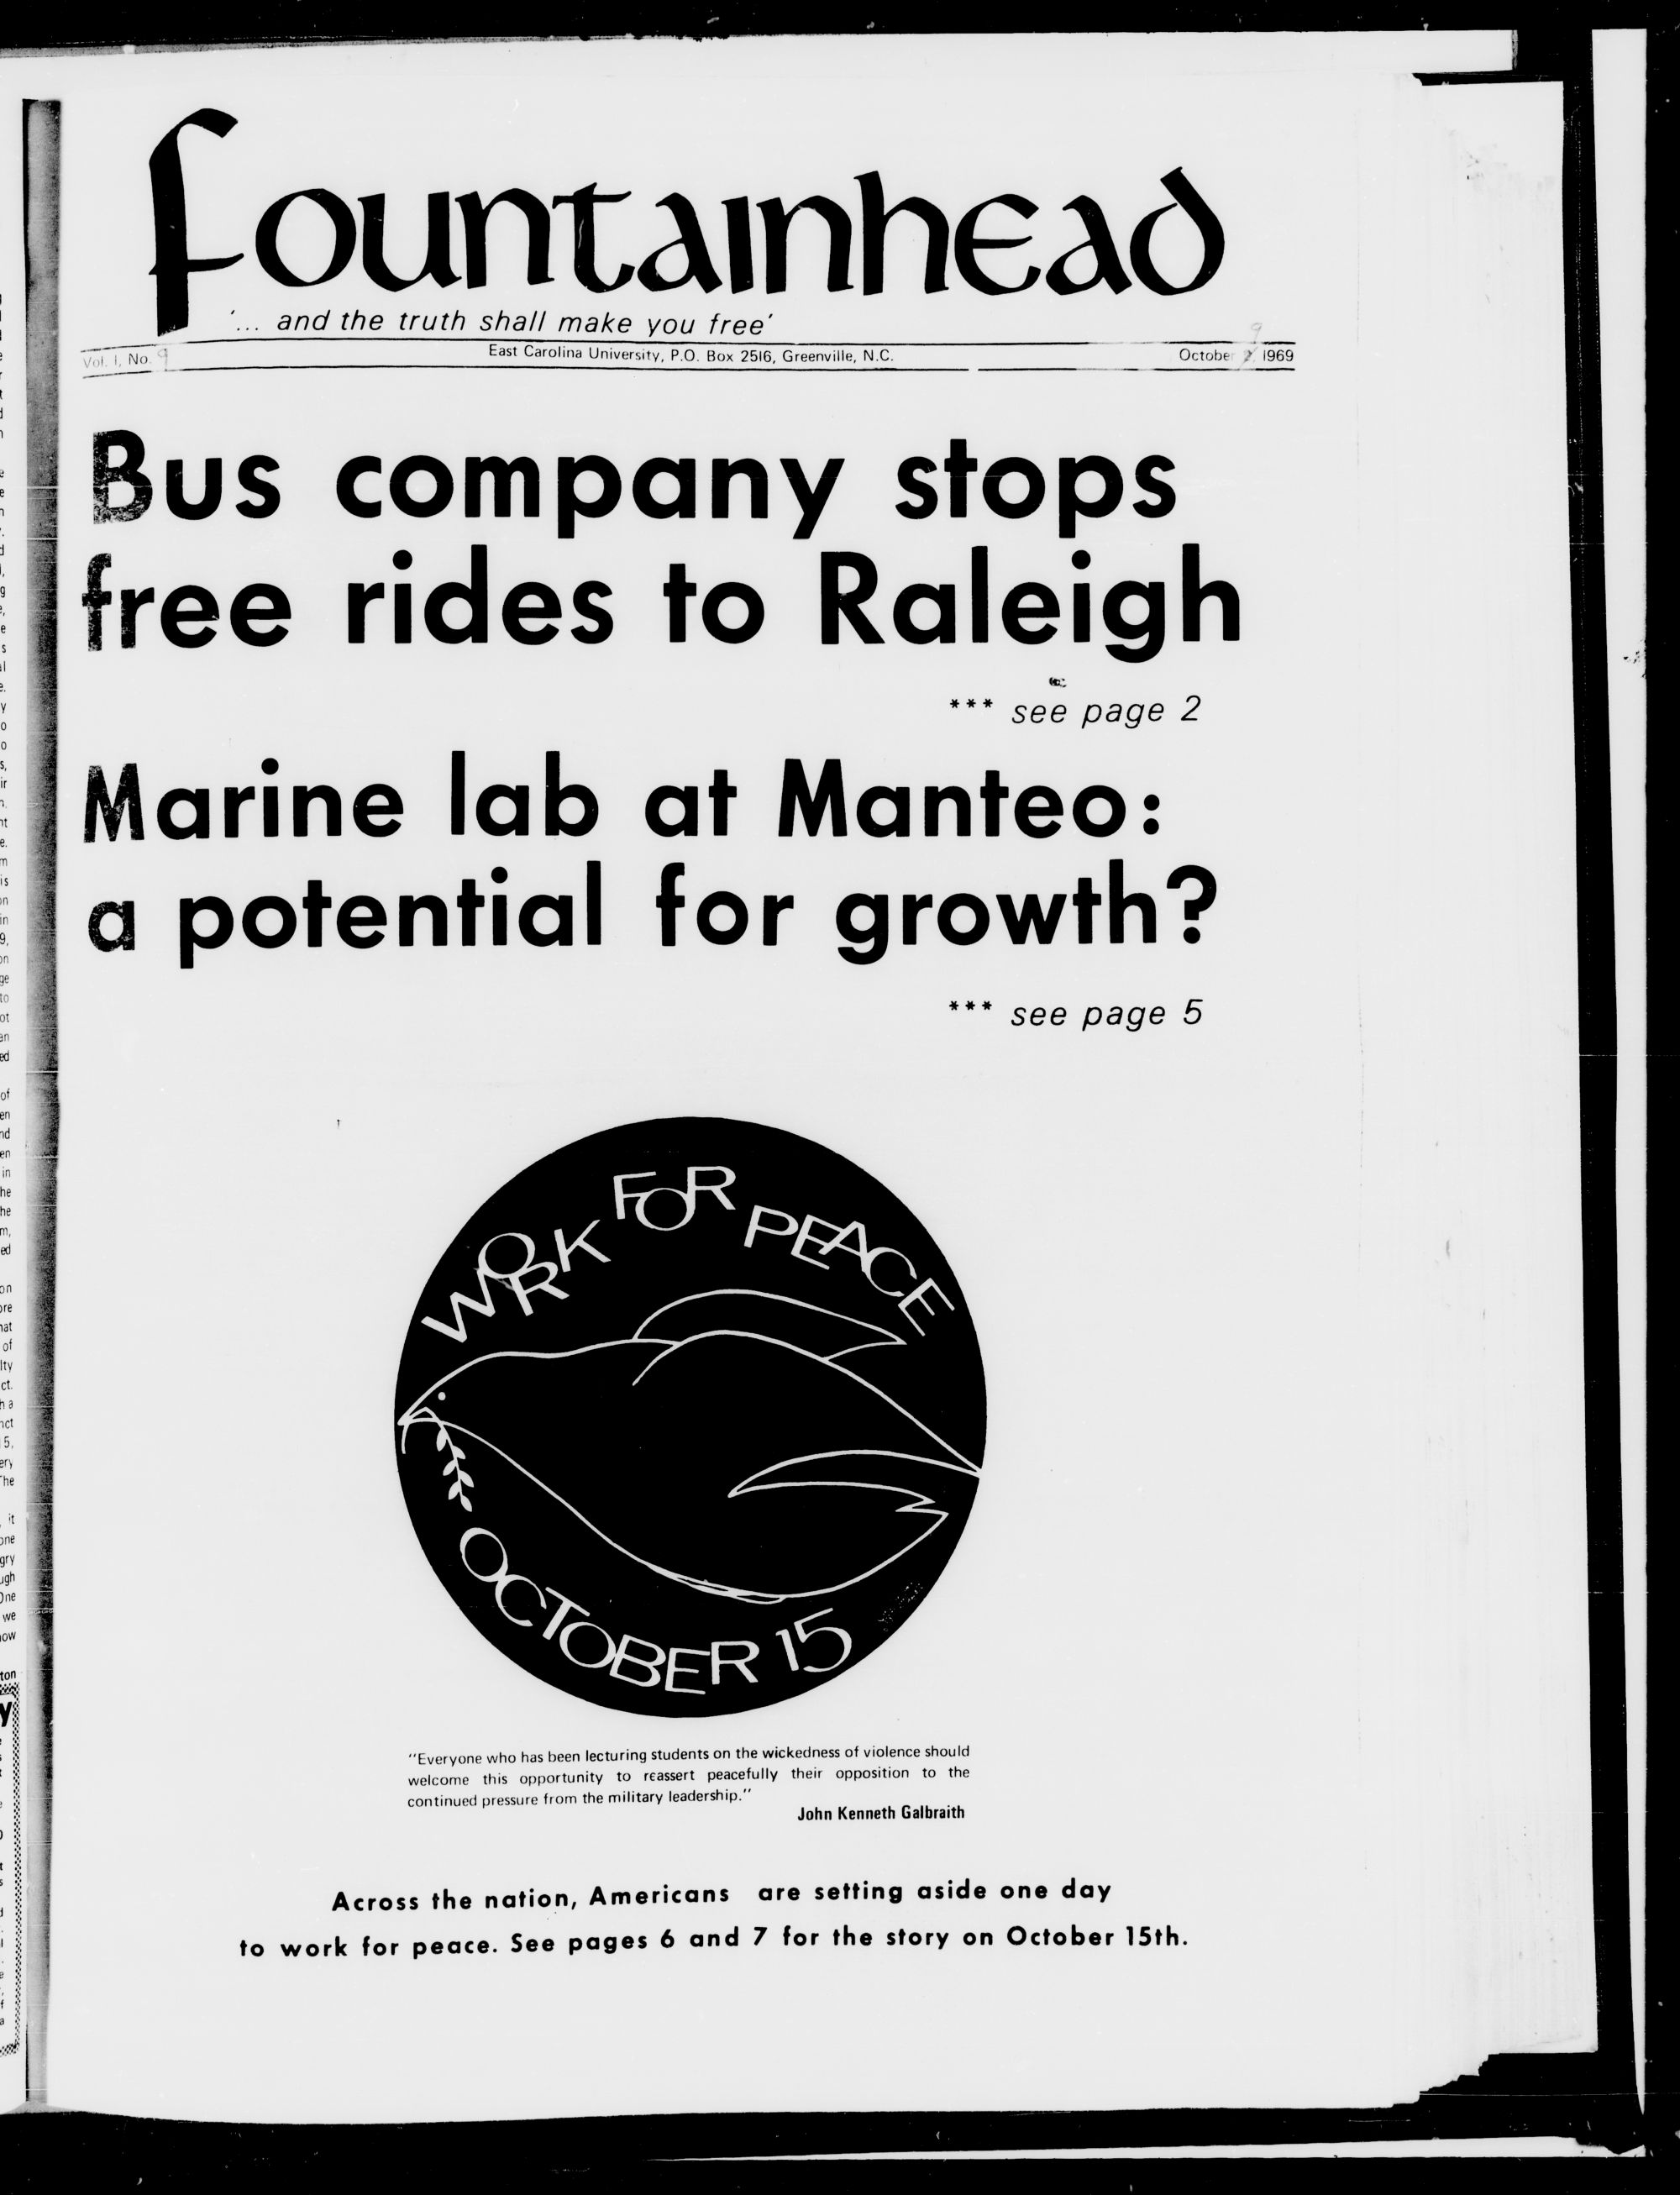 fountainhead
'... and the truth shall make you free'
Vol. I, No. 9 East Carolina University, P.O. Box 2516, Greenville, N.C. October 9 1969
Bus company stops
free rides to Raleigh
*** see page 2
Marine lab at Manteo:
a potential for growth?
*** see page 5
WORK FOR PEACE
OCTOBER 15
"Everyone who has been lecturing students on the wickedness of violence should
welcome this opportunity to reassert peacefully their opposition to the
continued pressure from the military leadership."
John Kenneth Galbraith
Across the nation, Americans are setting aside one day
to work for peace. See pages 6 and 7 for the story on October 15th.